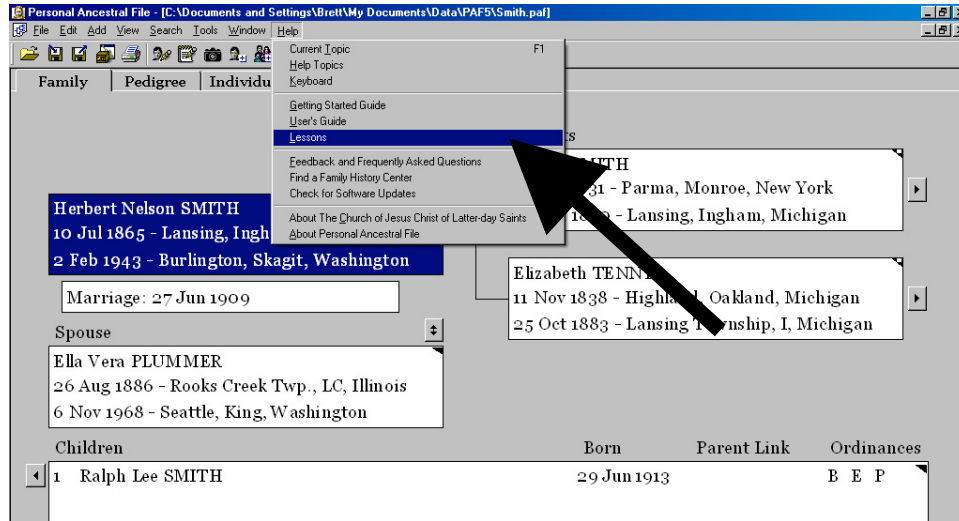 Personal Ancestral File - [C:\Documents and Settings\Brett\My Documents\Data\PAF5\Smith.paf]
File Edit Add View Search Tools Window Help
Current Topic F1
Help Topics
Keyboard
Getting Started Guide
User's Guide
Lessons
Feedback and Frequently Asked Questions
Find a Family History Center
Check for Software Updates
About The Church of Jesus Christ of Latter-day Saints
About Personal Ancestral File
Family Pedigree
Herbert Nelson SMITH
10 Jul 1865 - Lansing,
2 Feb 1943 - Burlington, Skagit, Washington
Marriage: 27 Jun 1909
- Parma, Monroe, New York
- Lansing, Ingham, Michigan
Elizabeth
11 Nov 1838 - Oakland, Michigan
25 Oct 1883 - Lansing I, Michigan
Spouse
Ella Vera PLUMMER
26 Aug 1886 - Rooks Creek Twp., LC, Illinois
6 Nov 1968 - Seattle, King, Washington
Children Born Parent Link Ordinances
1 Ralph Lee SMITH 29 Jun 1913 B E P